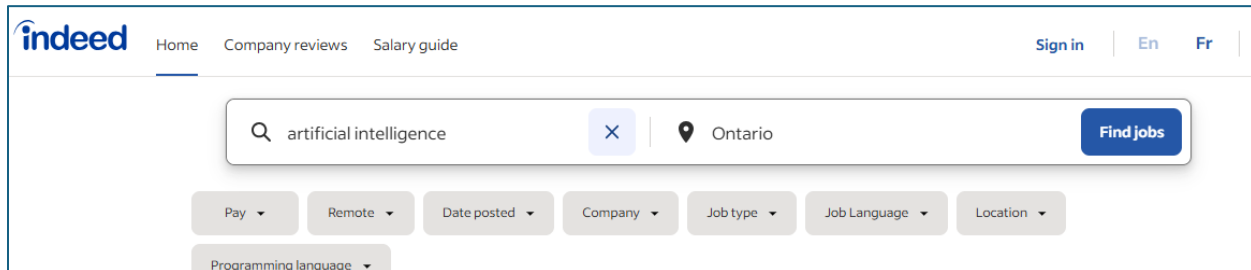 indeed Home Company reviews Salary guide Sign in En Fr
artificial intelligence Ontario Find jobs
Pay Remote Date posted Company Job type Job Language Location
Programming language